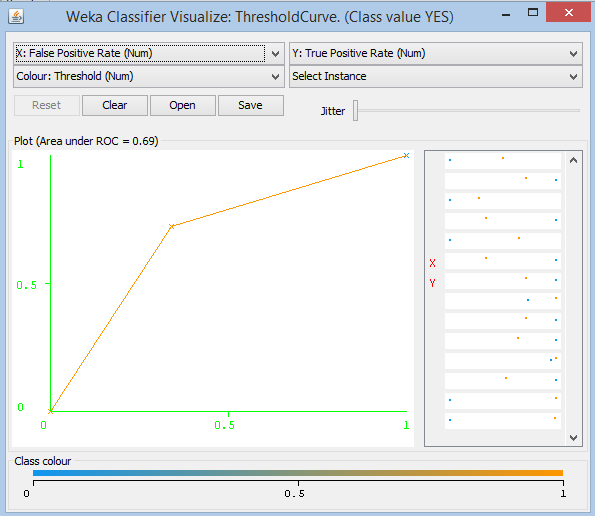 Weka Classifier Visualize: ThresholdCurve. (Class value YES)
X: False Positive Rate (Num)
Y: True Positive Rate (Num)
Colour: Threshold (Num)
Select Instance
Reset
Clear
Open
Save
Jitter
Plot (Area under ROC = 0.69)
1
0.5
0
0
0.5
1
X
Y
Class colour
0
0.5
1